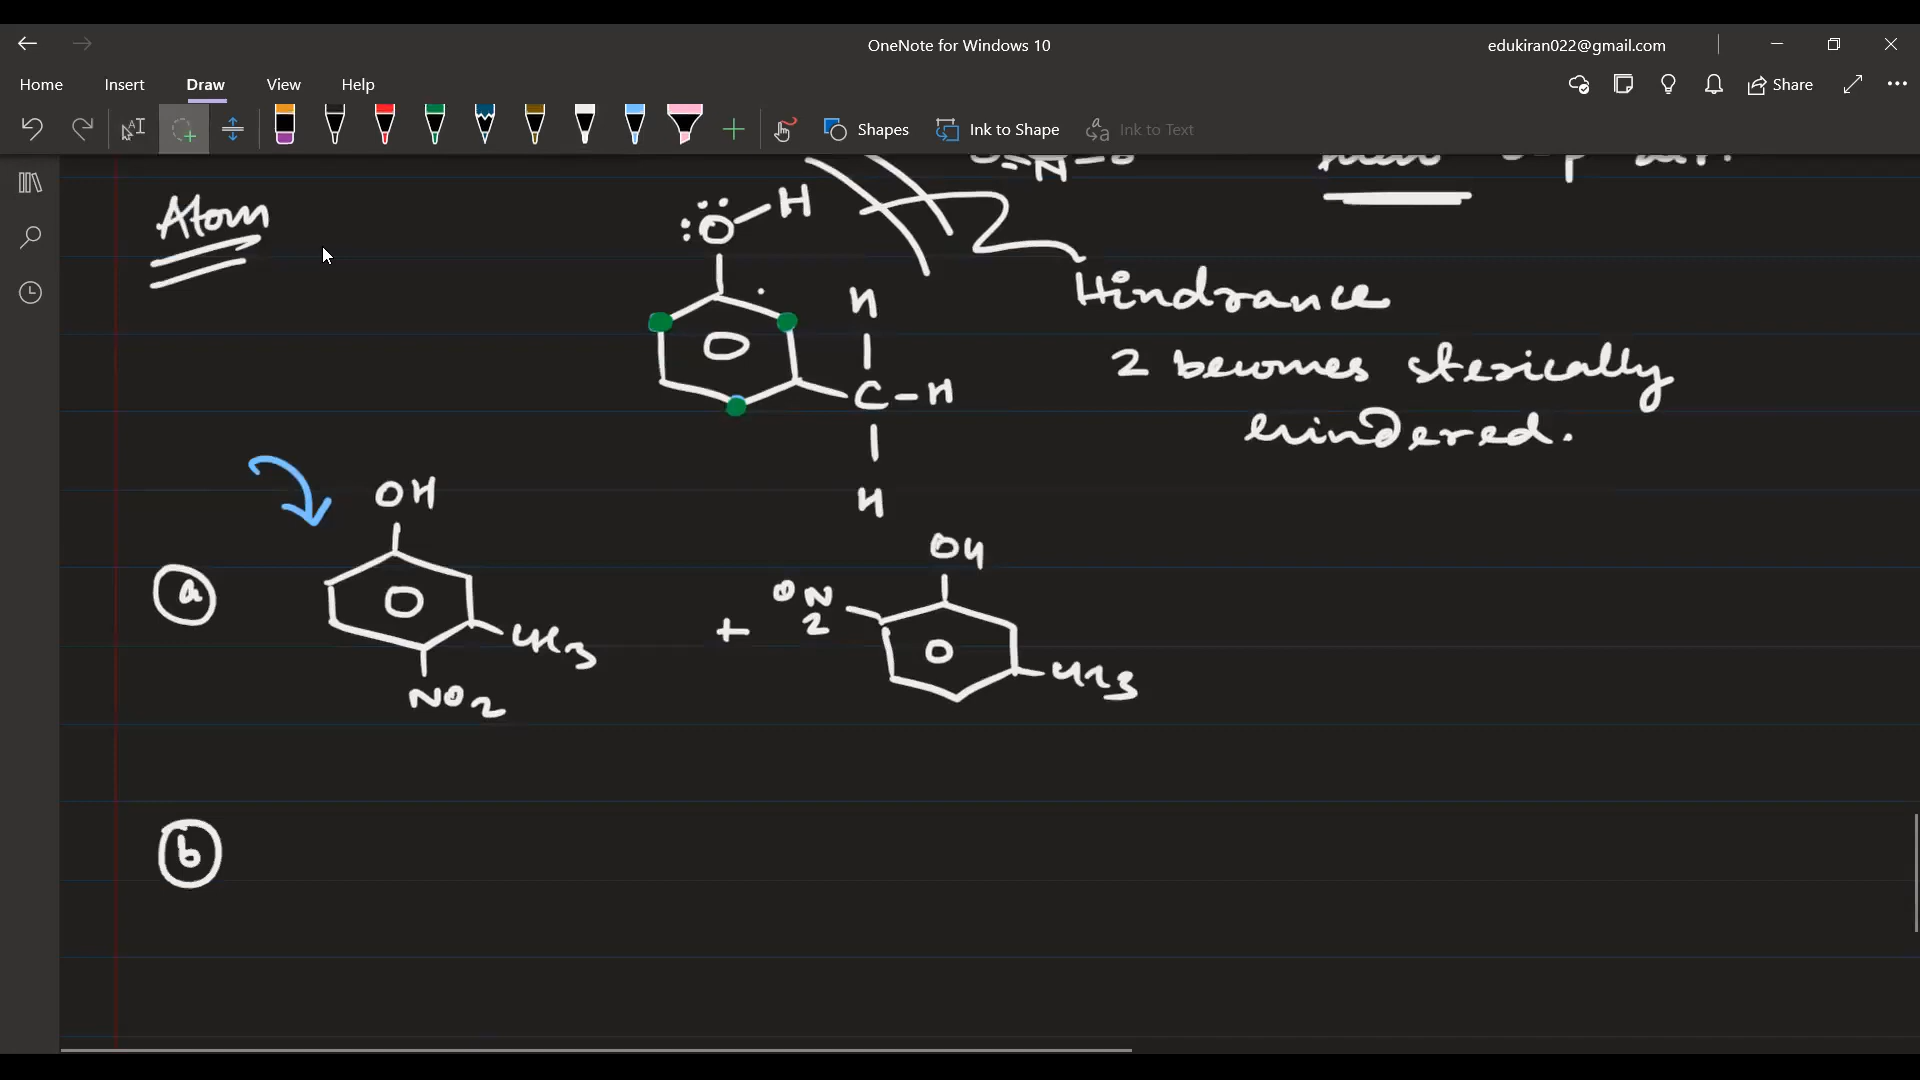 OneNote for Windows 10
edukiran022@gmail.com
Home Insert Draw View Help
Share
Shapes
Ink to Shape
Ink to Text
Atom
:Ö-H
Hindrance
2 becomes sterically
hindered.
H
C-H
H
OH
(a)
CH3
NO2
+
OH
O2N
CH3
(b)